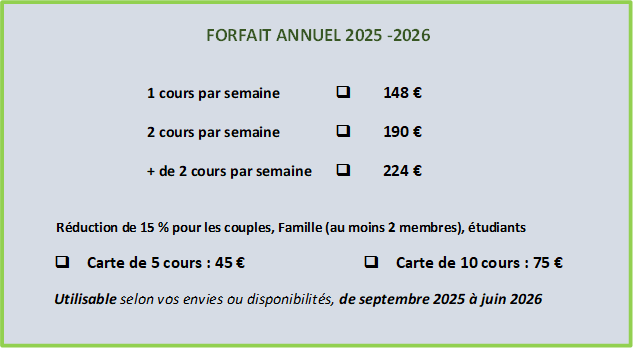 FORFAIT ANNUEL 2025 -2026
1 cours par semaine ❑ 148 €
2 cours par semaine ❑ 190 €
+ de 2 cours par semaine ❑ 224 €
Réduction de 15 % pour les couples, Famille (au moins 2 membres), étudiants
❑ Carte de 5 cours : 45 € ❑ Carte de 10 cours : 75 €
Utilisable selon vos envies ou disponibilités, de septembre 2025 à juin 2026